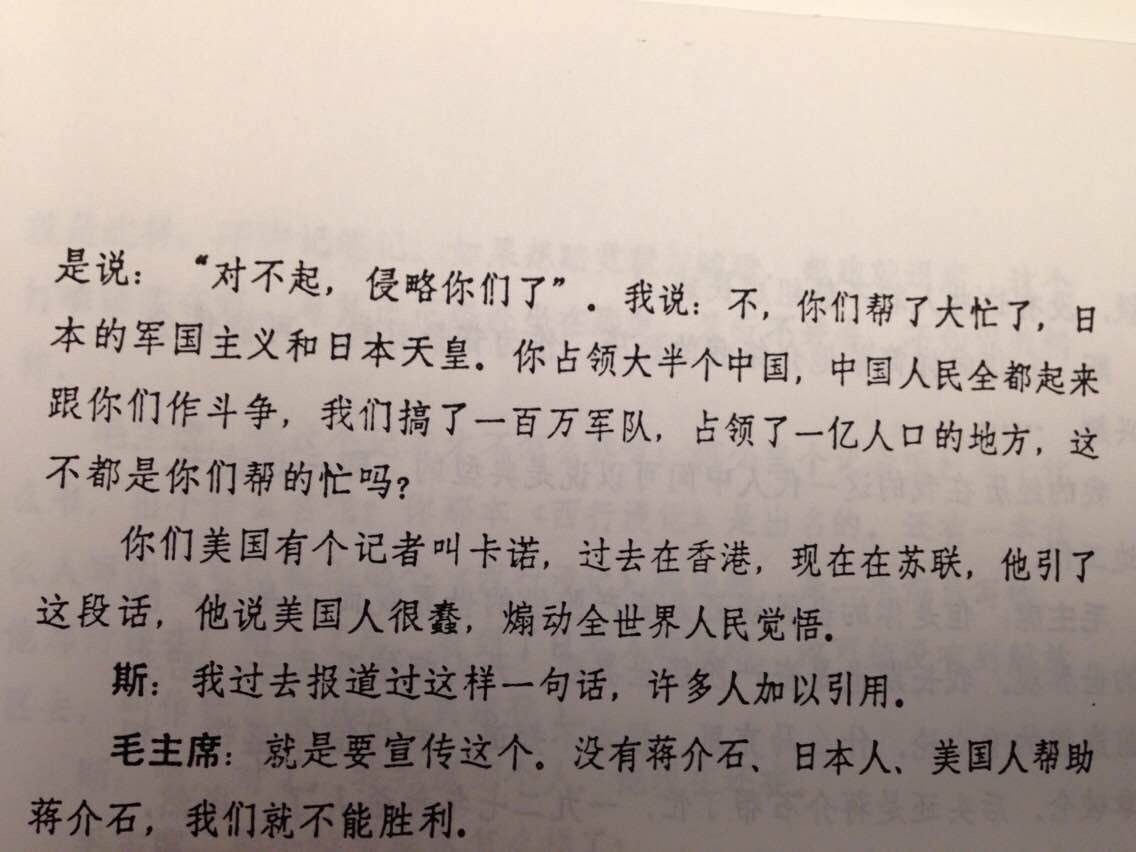 是说：“对不起，侵略你们了”。我说：不，你们帮了大忙了，日
本的军国主义和日本天皇。你占领大半个中国，中国人民全都起来
跟你们作斗争，我们搞了一百万军队，占领了一亿人口的地方，这
不都是你们帮的忙吗？
你们美国有个记者叫卡诺，过去在香港，现在在苏联，他引了
这段话，他说美国人很蠢，煽动全世界人民觉悟。
斯：我过去报道过这样一句话，许多人加以引用。
毛主席：就是要宣传这个。没有蒋介石、日本人、美国人帮助
蒋介石，我们就不能胜利。